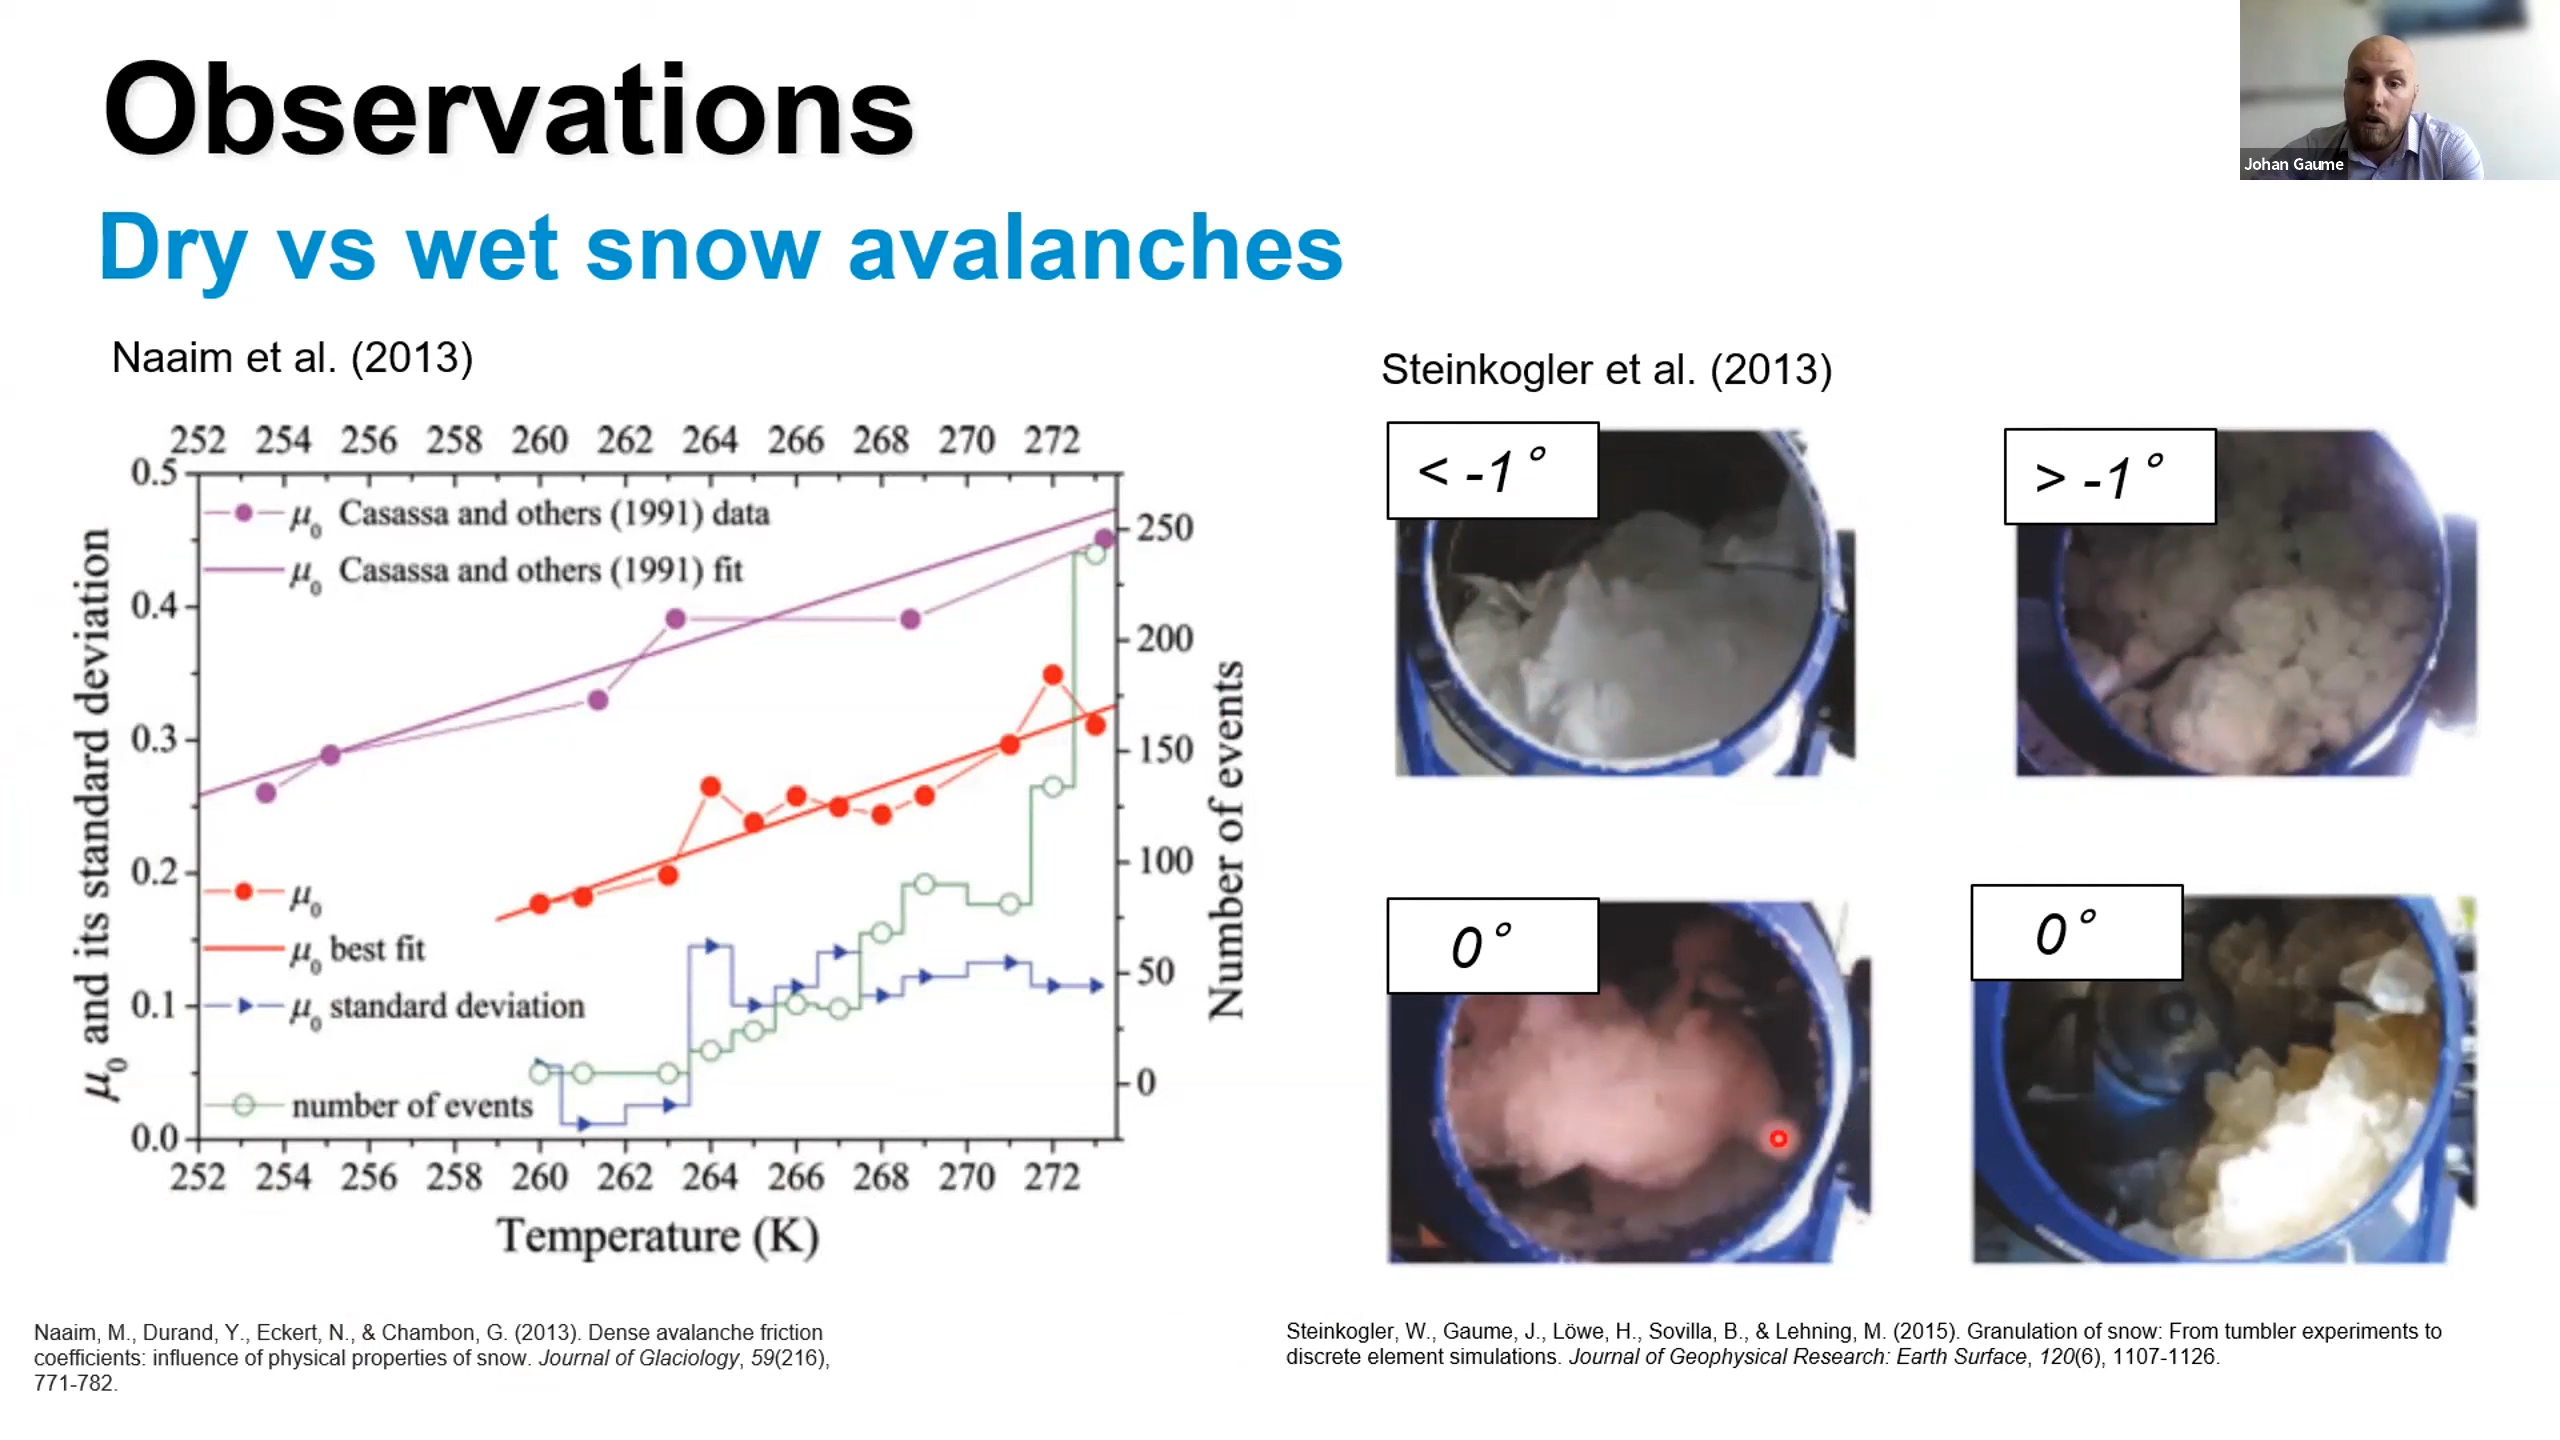 Observations
Johan Gaume
Dry vs wet snow avalanches
Naaim et al. (2013)
Steinkogler et al. (2013)
252 254 256 258 260 262 264 266 268 270 272
0.5
0.4
0.3
0.2
0.1
0.0
μ0 and its standard deviation
μ0 Casassa and others (1991) data
μ0 Casassa and others (1991) fit
μ0
μ0 best fit
μ0 standard deviation
number of events
250
200
150
100
50
0
Number of events
252 254 256 258 260 262 264 266 268 270 272
Temperature (K)
< -1°
> -1°
0°
0°
Naaim, M., Durand, Y., Eckert, N., & Chambon, G. (2013). Dense avalanche friction
coefficients: influence of physical properties of snow. Journal of Glaciology, 59(216),
771-782.
Steinkogler, W., Gaume, J., Löwe, H., Sovilla, B., & Lehning, M. (2015). Granulation of snow: From tumbler experiments to
discrete element simulations. Journal of Geophysical Research: Earth Surface, 120(6), 1107-1126.